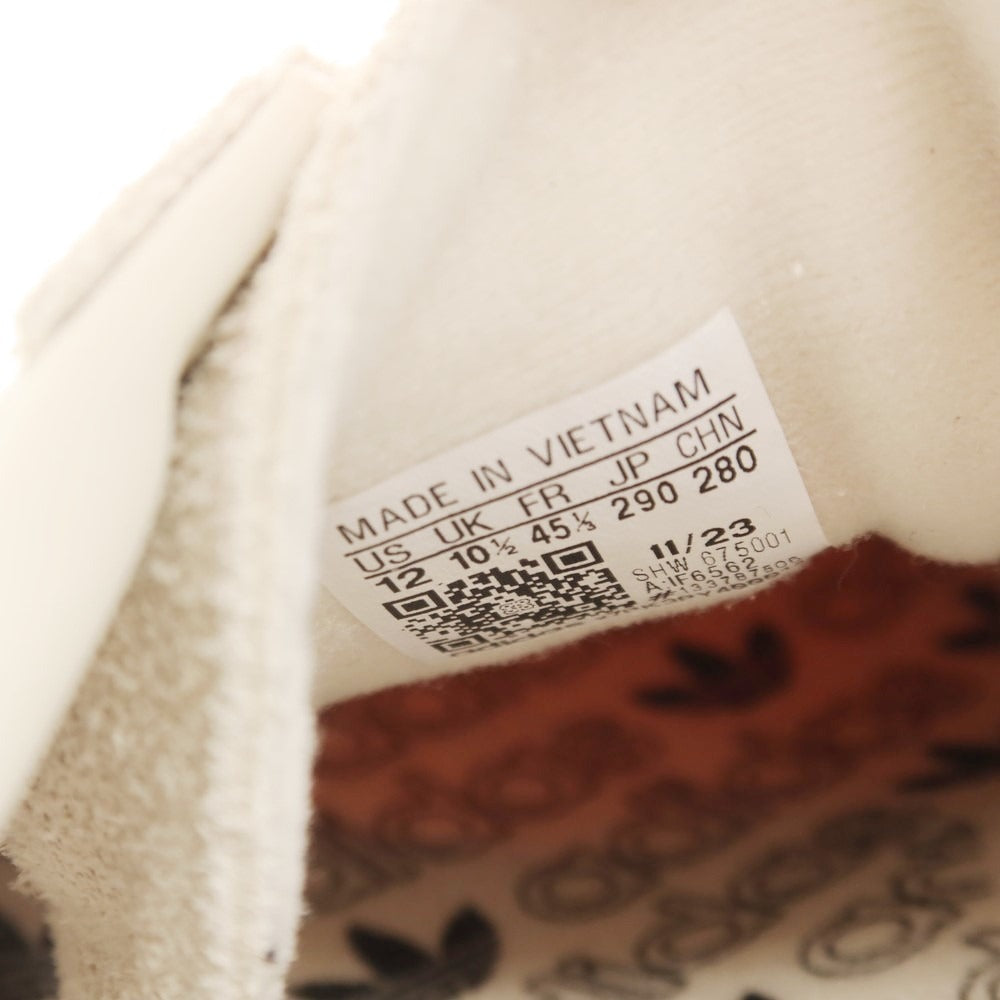 MADE IN VIETNAM
US UK FR JP CHN
12 10½ 45⅓ 290 280
11/23
SHW 675001
A:IF6562